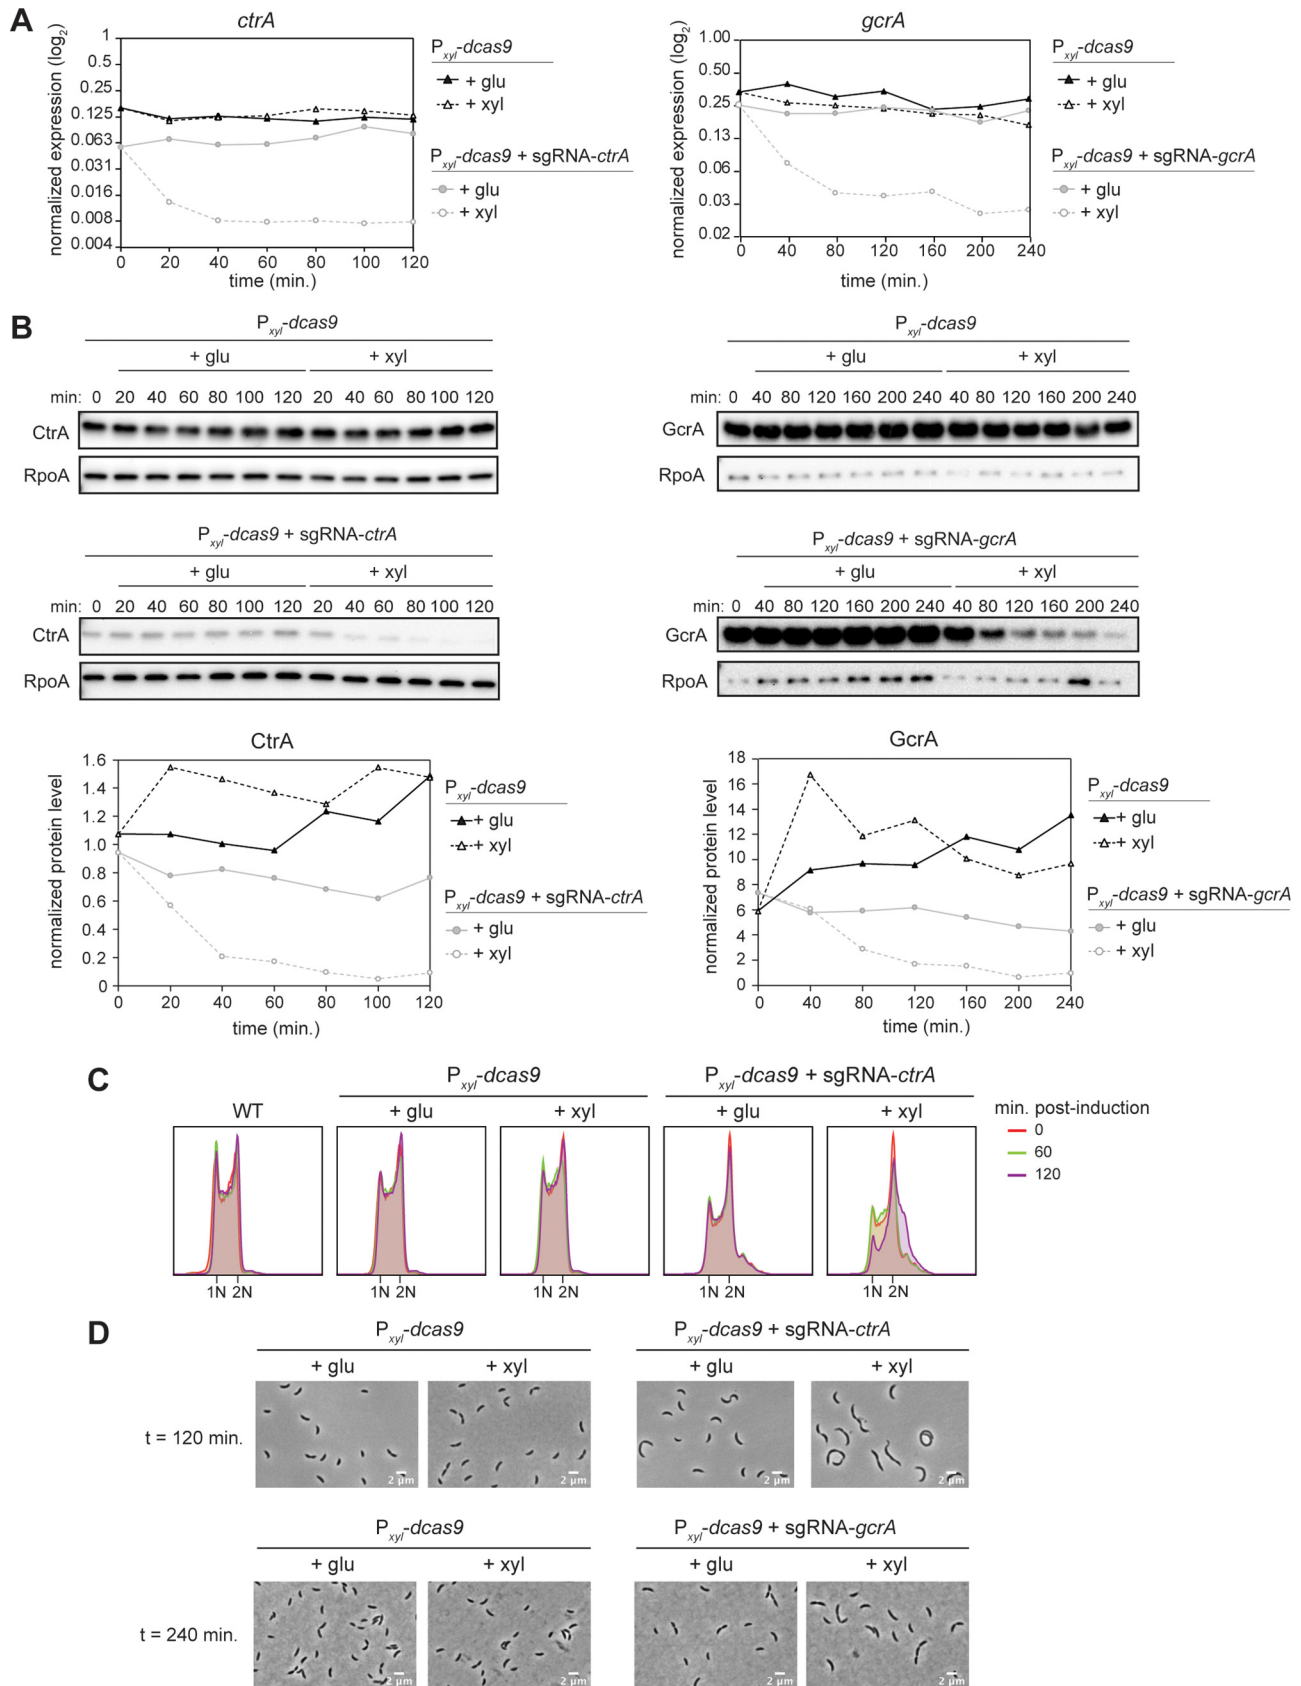 A
ctrA
normalized expression (log2)
1
0.5
0.25
0.125
0.063
0.031
0.016
0.008
0.004
0 20 40 60 80 100 120
time (min.)
Pxyl-dcas9
+ glu
+ xyl
Pxyl-dcas9 + sgRNA-ctrA
+ glu
+ xyl
gcrA
normalized expression (log2)
1.00
0.50
0.25
0.13
0.06
0.03
0.02
0 40 80 120 160 200 240
time (min.)
Pxyl-dcas9
+ glu
+ xyl
Pxyl-dcas9 + sgRNA-gcrA
+ glu
+ xyl
B
Pxyl-dcas9
+ glu + xyl
min: 0 20 40 60 80 100 120 20 40 60 80 100 120
CtrA
RpoA
Pxyl-dcas9
+ glu + xyl
min: 0 40 80 120 160 200 240 40 80 120 160 200 240
GcrA
RpoA
Pxyl-dcas9 + sgRNA-ctrA
+ glu + xyl
min: 0 20 40 60 80 100 120 20 40 60 80 100 120
CtrA
RpoA
Pxyl-dcas9 + sgRNA-gcrA
+ glu + xyl
min: 0 40 80 120 160 200 240 40 80 120 160 200 240
GcrA
RpoA
CtrA
normalized protein level
1.6
1.4
1.2
1.0
0.8
0.6
0.4
0.2
0
0 20 40 60 80 100 120
time (min.)
Pxyl-dcas9
+ glu
+ xyl
Pxyl-dcas9 + sgRNA-ctrA
+ glu
+ xyl
GcrA
normalized protein level
18
16
14
12
10
8
6
4
2
0
0 40 80 120 160 200 240
time (min.)
Pxyl-dcas9
+ glu
+ xyl
Pxyl-dcas9 + sgRNA-gcrA
+ glu
+ xyl
C
Pxyl-dcas9 Pxyl-dcas9 + sgRNA-ctrA
WT + glu + xyl + glu + xyl
min. post-induction
0
60
120
1N 2N 1N 2N 1N 2N 1N 2N 1N 2N
D
Pxyl-dcas9 Pxyl-dcas9 + sgRNA-ctrA
+ glu + xyl + glu + xyl
t = 120 min.
2 µm 2 µm 2 µm 2 µm
Pxyl-dcas9 Pxyl-dcas9 + sgRNA-gcrA
+ glu + xyl + glu + xyl
t = 240 min.
2 µm 2 µm 2 µm 2 µm